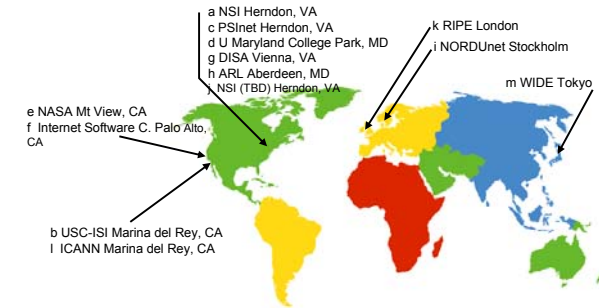 a NSI Herndon, VA
c PSInet Herndon, VA
d U Maryland College Park, MD
g DISA Vienna, VA
h ARL Aberdeen, MD
j NSI (TBD) Herndon, VA
k RIPE London
i NORDUnet Stockholm
m WIDE Tokyo
e NASA Mt View, CA
f Internet Software C. Palo Alto,
CA
b USC-ISI Marina del Rey, CA
l ICANN Marina del Rey, CA